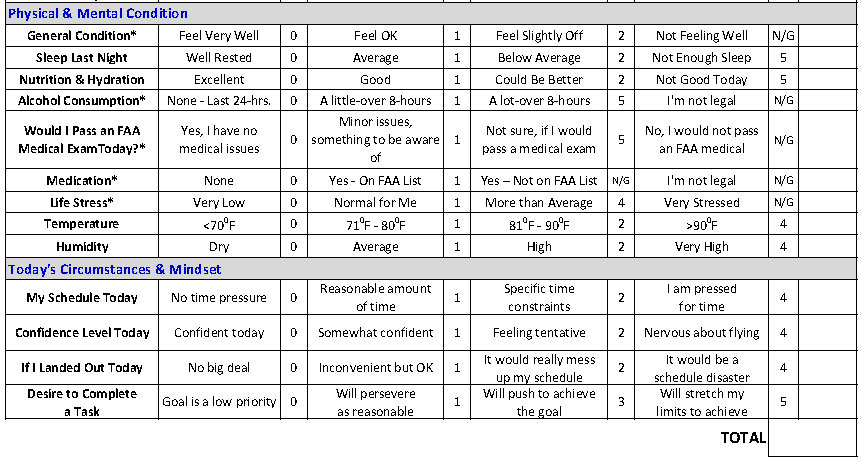 Physical & Mental Condition
General Condition* Feel Very Well 0 Feel OK 1 Feel Slightly Off 2 Not Feeling Well N/G
Sleep Last Night Well Rested 0 Average 1 Below Average 2 Not Enough Sleep 5
Nutrition & Hydration Excellent 0 Good 1 Could Be Better 2 Not Good Today 5
Alcohol Consumption* None - Last 24-hrs. 0 A little-over 8-hours 1 A lot-over 8-hours 5 I'm not legal N/G
Would I Pass an FAA
Medical ExamToday?*
Yes, I have no
medical issues
0
Minor issues,
something to be aware
of
1
Not sure, if I would
pass a medical exam
5
No, I would not pass
an FAA medical
N/G
Medication* None 0 Yes - On FAA List 1 Yes – Not on FAA List N/G I'm not legal N/G
Life Stress* Very Low 0 Normal for Me 1 More than Average 4 Very Stressed N/G
Temperature <70⁰F 0 71⁰F - 80⁰F 1 81⁰F - 90⁰F 2 >90⁰F 4
Humidity Dry 0 Average 1 High 2 Very High 4
Today's Circumstances & Mindset
My Schedule Today No time pressure 0
Reasonable amount
of time
1
Specific time
constraints
2
I am pressed
for time
4
Confidence Level Today Confident today 0 Somewhat confident 1 Feeling tentative 2 Nervous about flying 4
If I Landed Out Today No big deal 0 Inconvenient but OK 1
It would really mess
up my schedule
2
It would be a
schedule disaster
4
Desire to Complete
a Task
Goal is a low priority 0
Will persevere
as reasonable
1
Will push to achieve
the goal
3
Will stretch my
limits to achieve
5
TOTAL